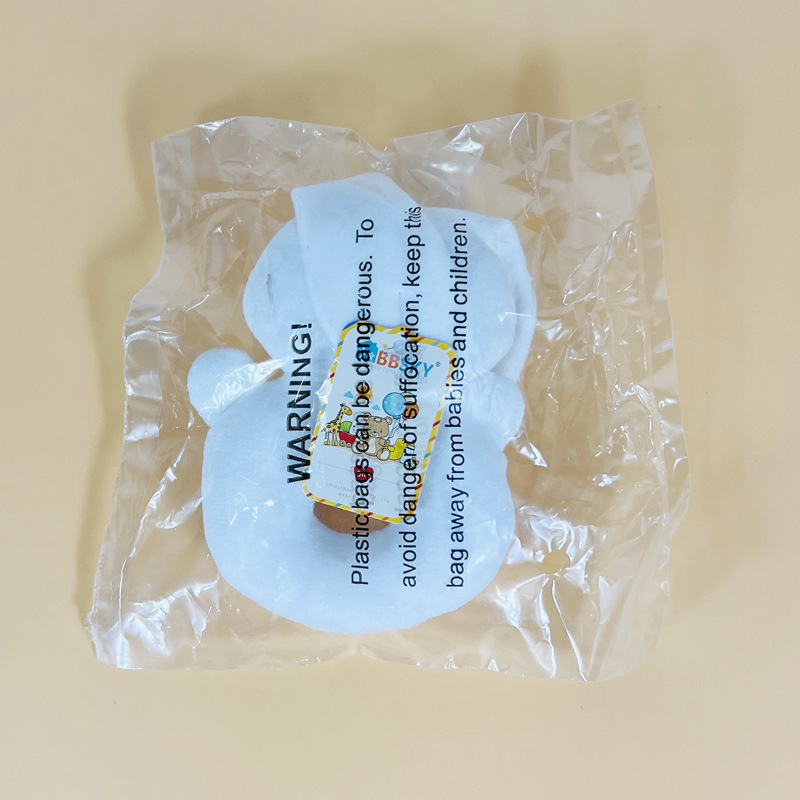 WARNING!
Plastic bags can be dangerous. To
avoid danger of suffocation, keep this
bag away from babies and children.